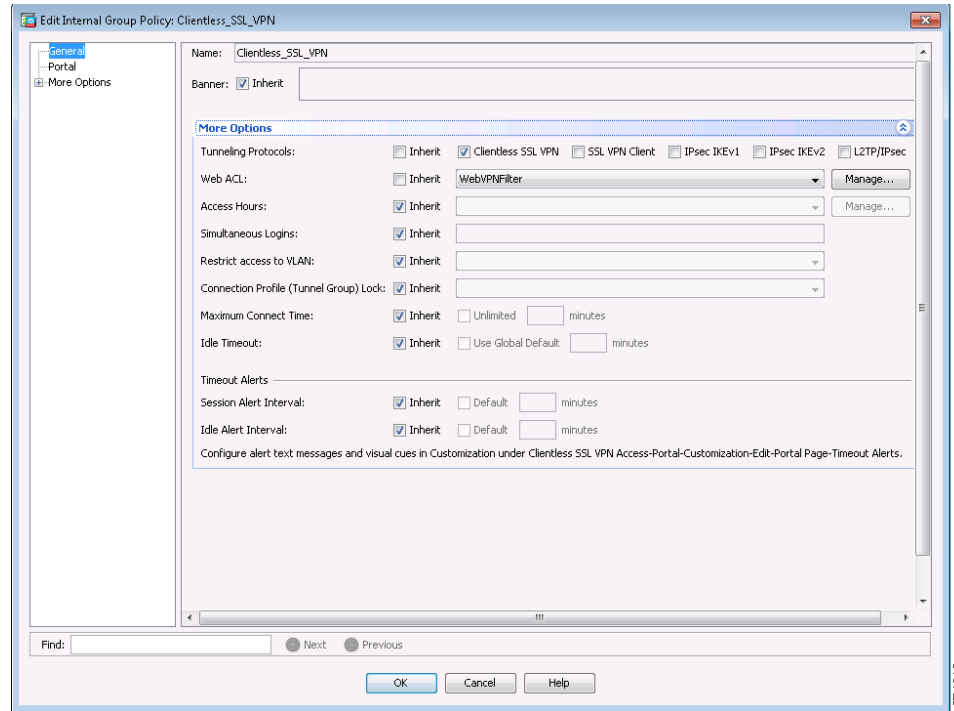 Edit Internal Group Policy: Clientless_SSL_VPN
General
Portal
More Options
Name: Clientless_SSL_VPN
Banner: Inherit
More Options
Tunneling Protocols: Inherit Clientless SSL VPN SSL VPN Client IPsec IKEv1 IPsec IKEv2 L2TP/IPsec
Web ACL: Inherit WebVPNFilter Manage...
Access Hours: Inherit Manage...
Simultaneous Logins: Inherit
Restrict access to VLAN: Inherit
Connection Profile (Tunnel Group) Lock: Inherit
Maximum Connect Time: Inherit Unlimited minutes
Idle Timeout: Inherit Use Global Default minutes
Timeout Alerts
Session Alert Interval: Inherit Default minutes
Idle Alert Interval: Inherit Default minutes
Configure alert text messages and visual cues in Customization under Clientless SSL VPN Access-Portal-Customization-Edit-Portal Page-Timeout Alerts.
Find: Next Previous
OK Cancel Help